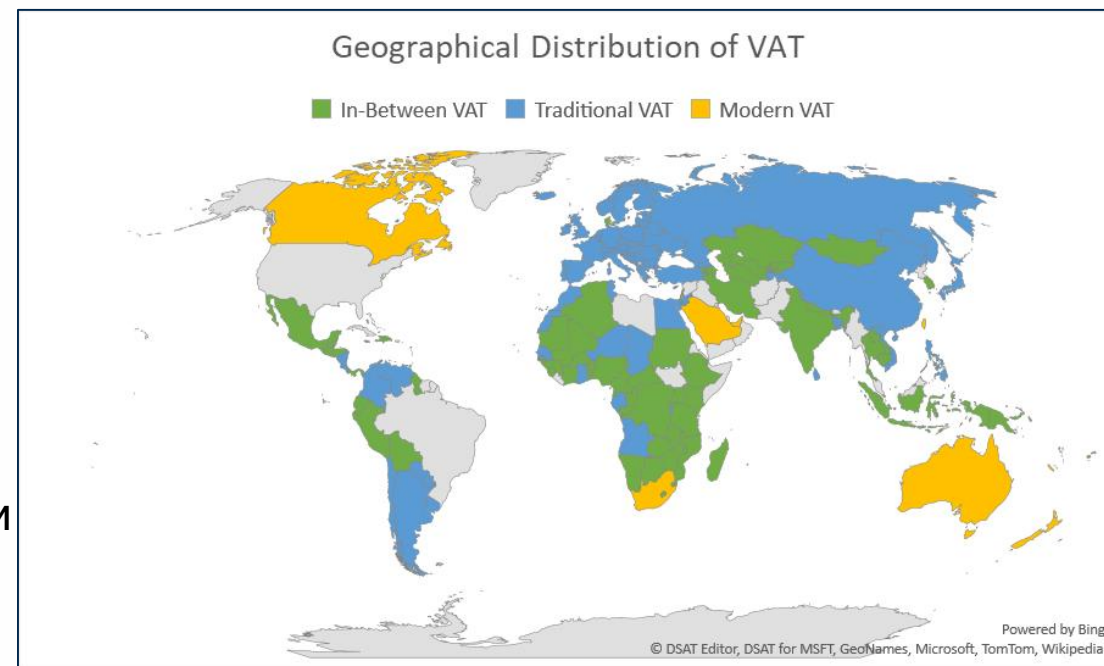 Geographical Distribution of VAT
In-Between VAT Traditional VAT Modern VAT
Powered by Bing
© DSAT Editor, DSAT for MSFT, GeoNames, Microsoft, TomTom, Wikipedia